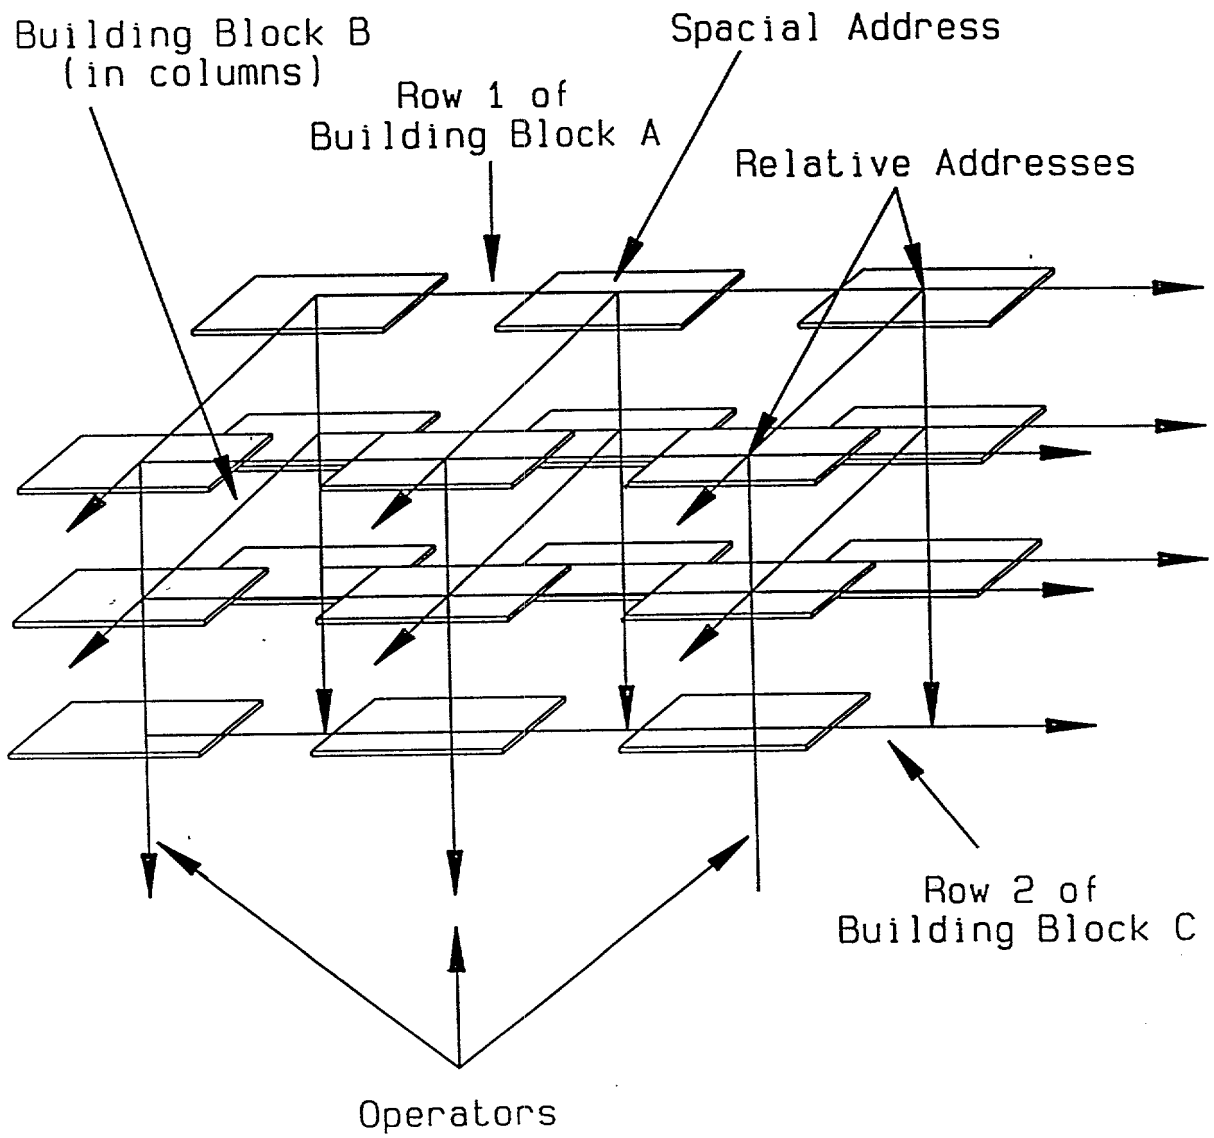 Building Block B
(in columns)
Spacial Address
Row 1 of
Building Block A
Relative Addresses
Row 2 of
Building Block C
Operators